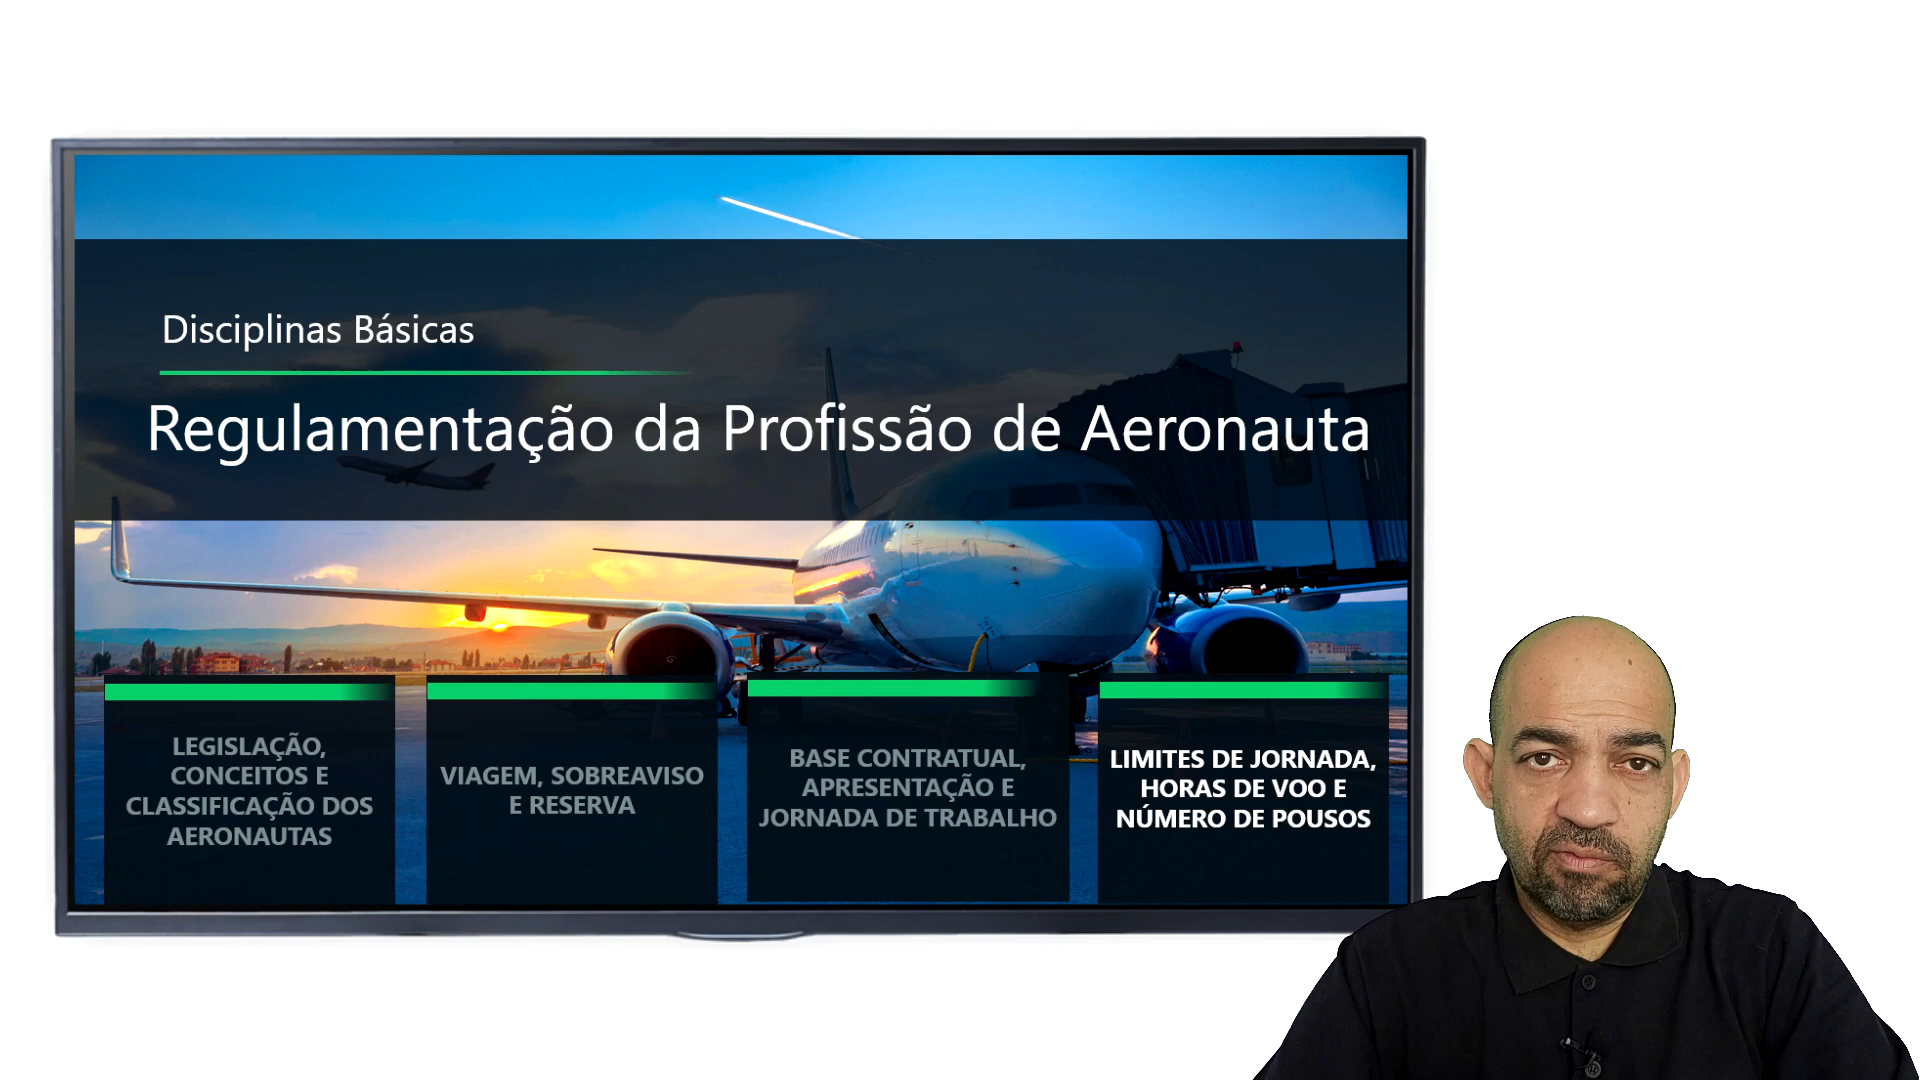 Disciplinas Básicas
Regulamentação da Profissão de Aeronauta
LEGISLAÇÃO,
CONCEITOS E
CLASSIFICAÇÃO DOS
AERONAUTAS
VIAGEM, SOBREAVISO
E RESERVA
BASE CONTRATUAL,
APRESENTAÇÃO E
JORNADA DE TRABALHO
LIMITES DE JORNADA,
HORAS DE VOO E
NÚMERO DE POUSOS